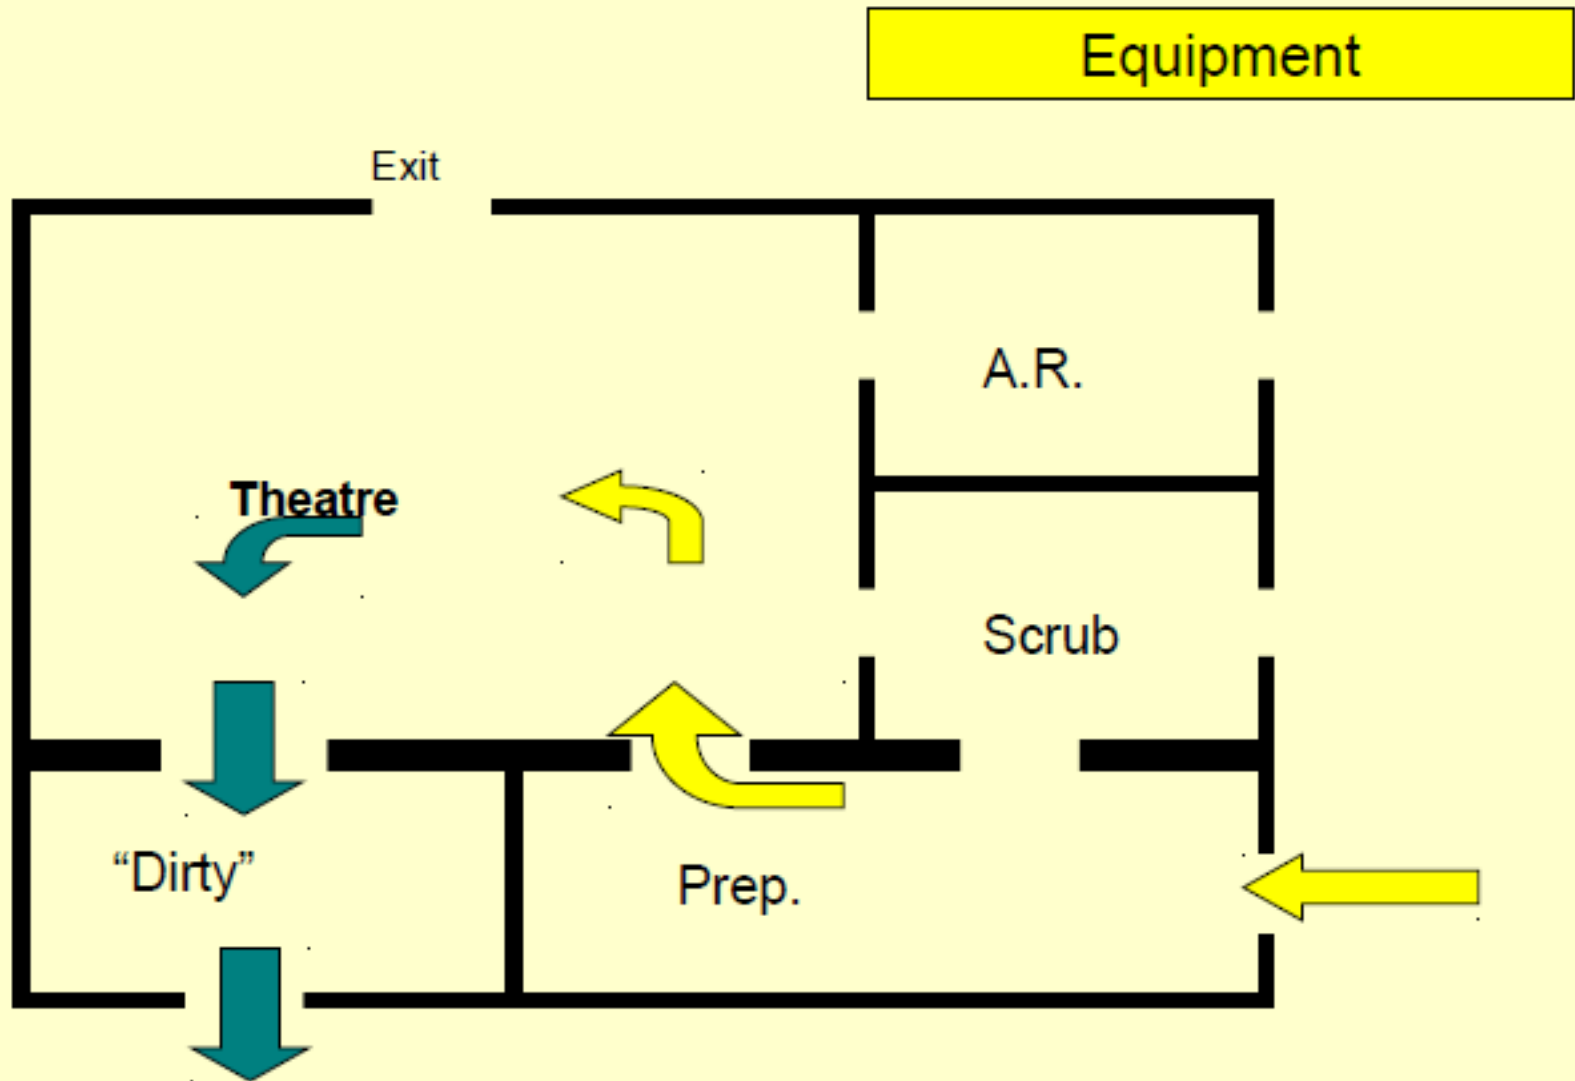 Equipment
Exit
A.R.
Theatre
Scrub
“Dirty”
Prep.